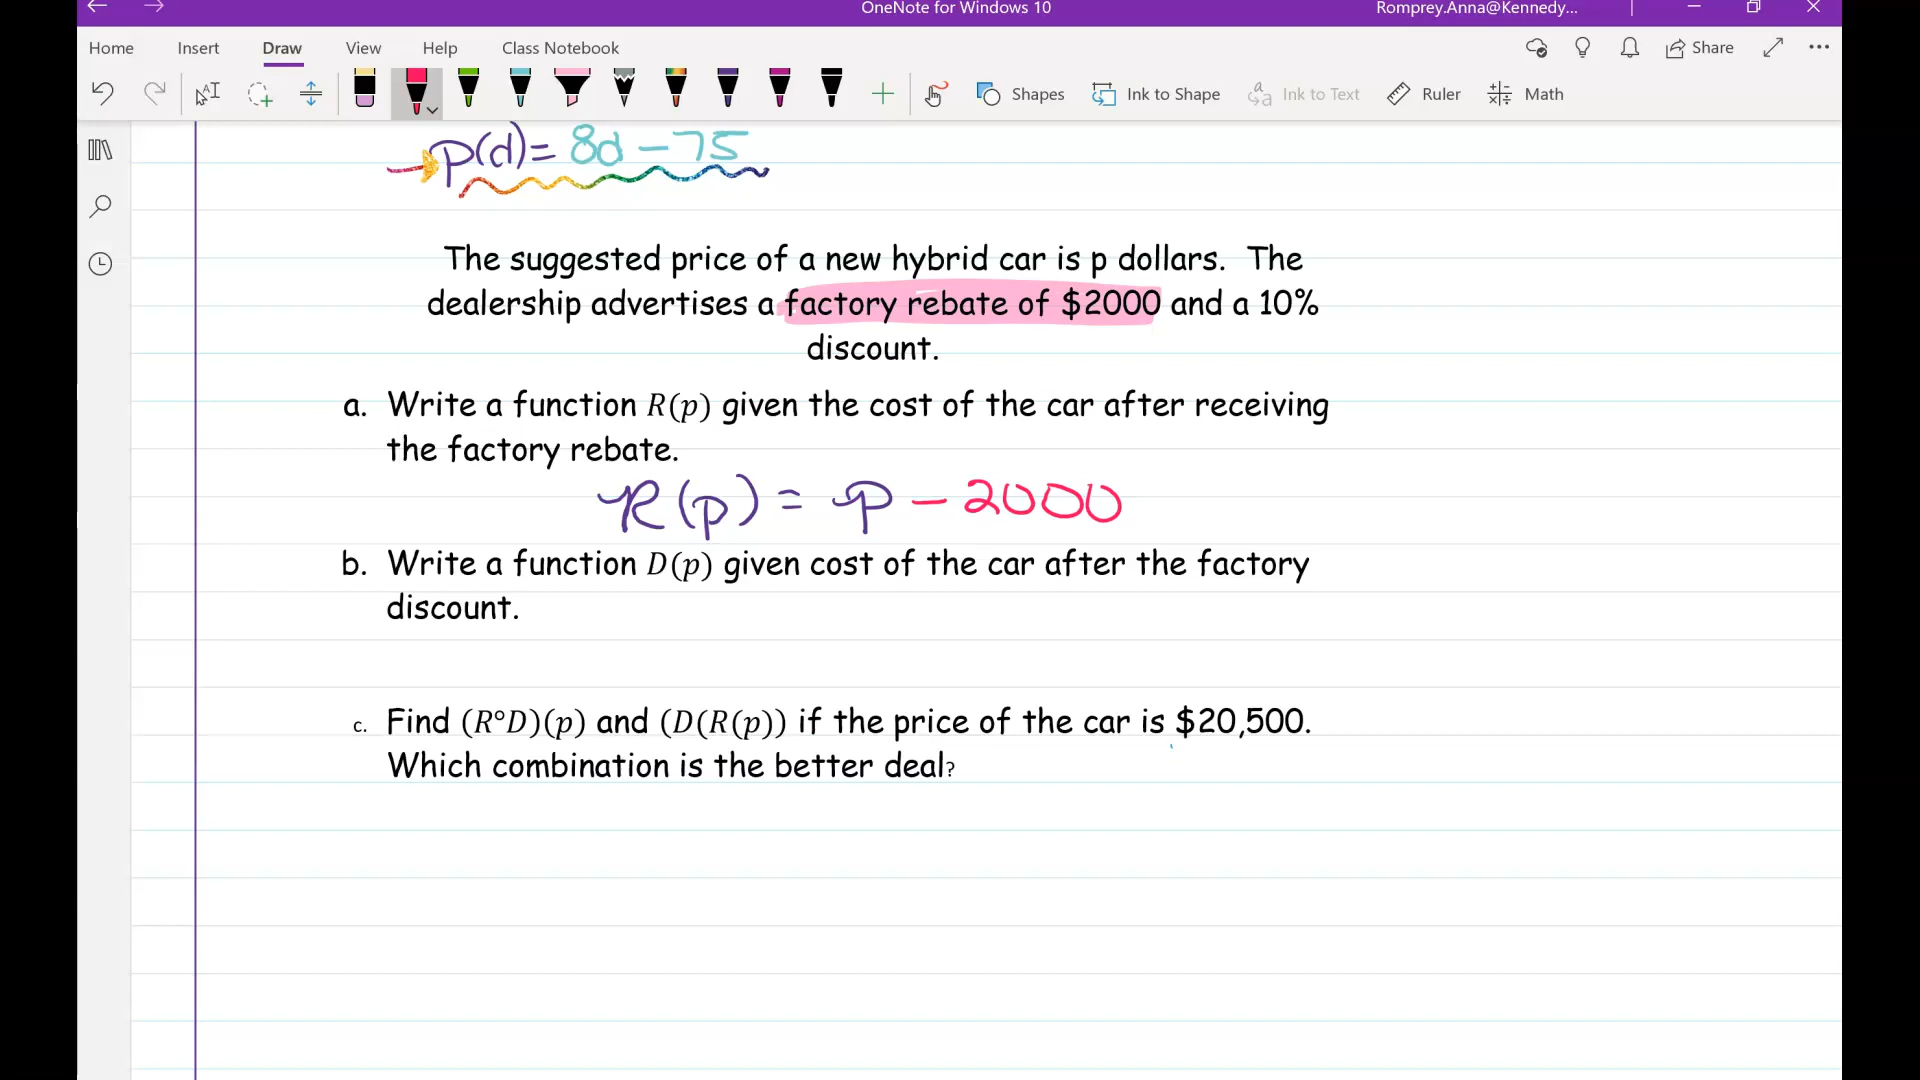 OneNote for Windows 10 Romprey.Anna@Kennedy...
Home Insert Draw View Help Class Notebook Share
Shapes Ink to Shape Ink to Text Ruler Math
p(d)= 8d - 75
The suggested price of a new hybrid car is p dollars. The
dealership advertises a factory rebate of $2000 and a 10%
discount.
a. Write a function R(p) given the cost of the car after receiving
the factory rebate.
R(p) = p - 2000
b. Write a function D(p) given cost of the car after the factory
discount.
c. Find (R°D)(p) and (D(R(p)) if the price of the car is $20,500.
Which combination is the better deal?